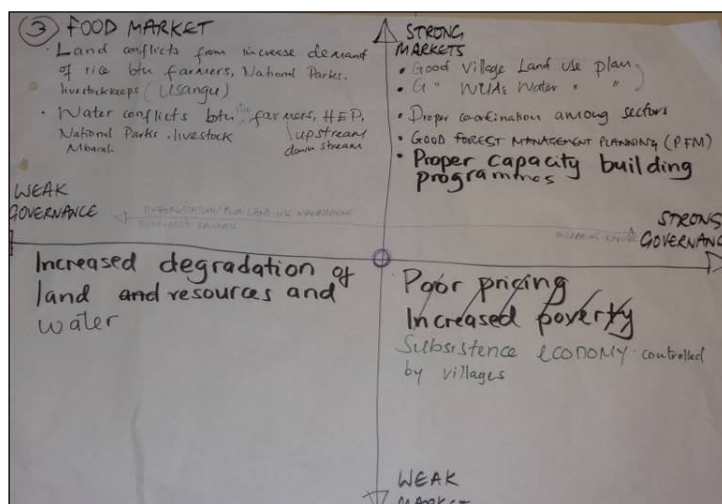 ③ FOOD MARKET
• Land conflicts from increase demand
of rice btn farmers, National Parks,
livestockkeeps (Usangu)
• Water conflicts btn farmers, HEP,
National Parks, livestock
upstream
Mbarali
down stream
STRONG
MARKETS
• Good Village Land use plan
• G " WUAs Water " "
• Proper coordination among sectors
• GOOD FOREST MANAGEMENT PLANNING (PFM)
• Proper capacity building
programmes
WEAK
GOVERNANCE
STRONG
GOVERNANC
Increased degradation of
land and resources and
water
Poor pricing
Increased poverty
Subsistence economy controlled
by villages
WEAK
MARKET